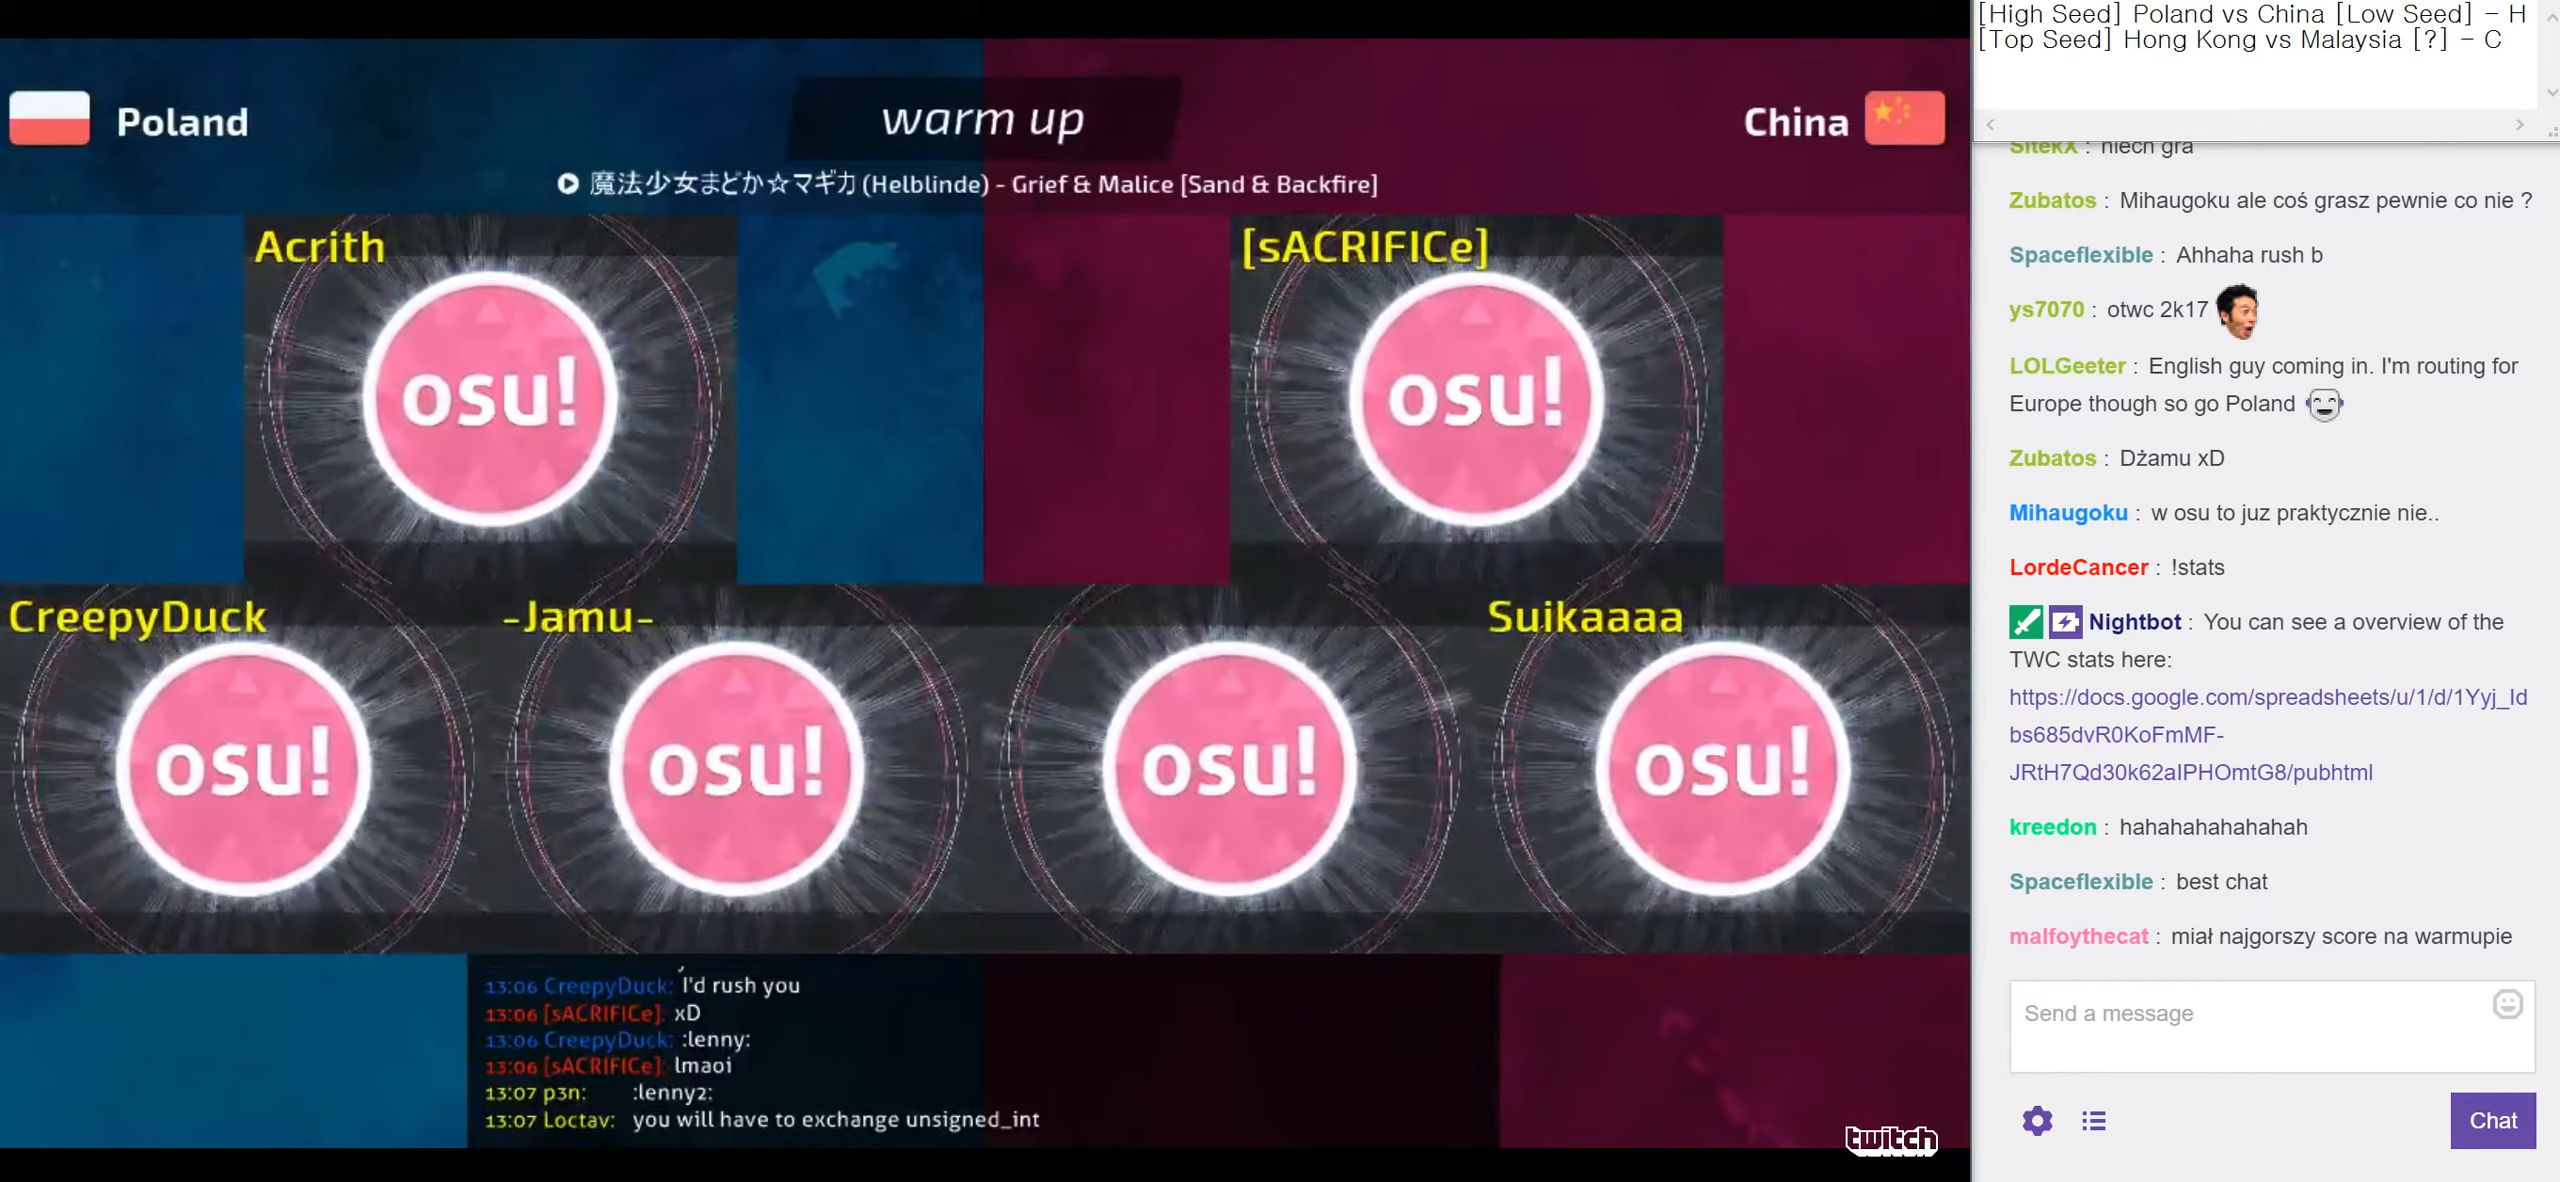 [High Seed] Poland vs China [Low Seed] - H
[Top Seed] Hong Kong vs Malaysia [?] - C
Poland
warm up
China
魔法少女まどか☆マギカ (Helblinde) - Grief & Malice [Sand & Backfire]
Acrith
osu!
[sACRIFICe]
osu!
CreepyDuck
osu!
-Jamu-
osu!
osu!
Suikaaaa
osu!
13:06 CreepyDuck: I'd rush you
13:06 [sACRIFICe]: xD
13:06 CreepyDuck: :lenny:
13:06 [sACRIFICe]: lmaoi
13:07 p3n: :lenny2:
13:07 Loctav: you will have to exchange unsigned_int
twitch
SitekX : niech gra
Zubatos : Mihaugoku ale coś grasz pewnie co nie ?
Spaceflexible : Ahhaha rush b
ys7070 : otwc 2k17
LOLGeeter : English guy coming in. I'm routing for
Europe though so go Poland
Zubatos : Dżamu xD
Mihaugoku : w osu to juz praktycznie nie..
LordeCancer : !stats
Nightbot : You can see a overview of the
TWC stats here:
https://docs.google.com/spreadsheets/u/1/d/1Yyj_Id
bs685dvR0KoFmMF-
JRtH7Qd30k62aIPHOmtG8/pubhtml
kreedon : hahahahahahahah
Spaceflexible : best chat
malfoythecat : miał najgorszy score na warmupie
Send a message
Chat